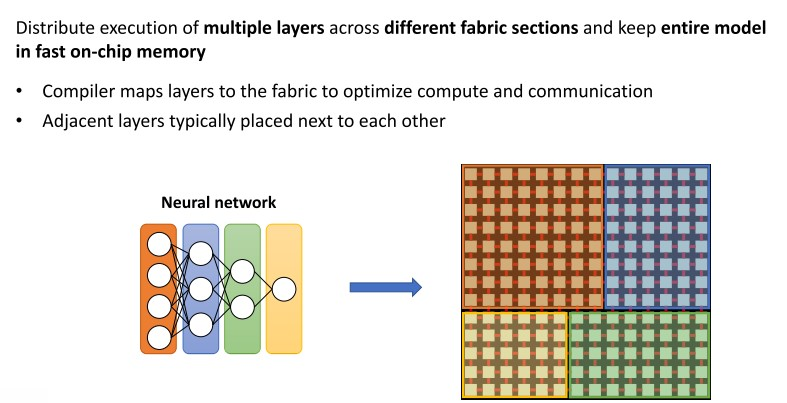 Distribute execution of multiple layers across different fabric sections and keep entire model
in fast on-chip memory
• Compiler maps layers to the fabric to optimize compute and communication
• Adjacent layers typically placed next to each other
Neural network